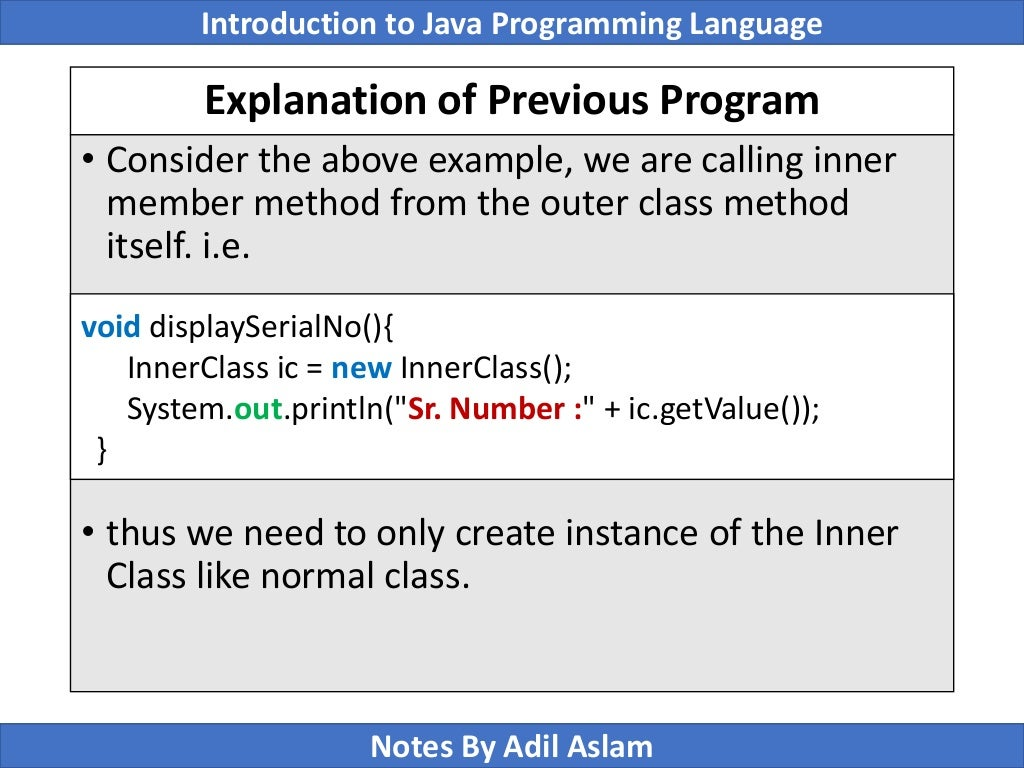 Introduction to Java Programming Language
Explanation of Previous Program
• Consider the above example, we are calling inner
member method from the outer class method
itself. i.e.
void displaySerialNo(){
InnerClass ic = new InnerClass();
System.out.println("Sr. Number :" + ic.getValue());
}
• thus we need to only create instance of the Inner
Class like normal class.
Notes By Adil Aslam